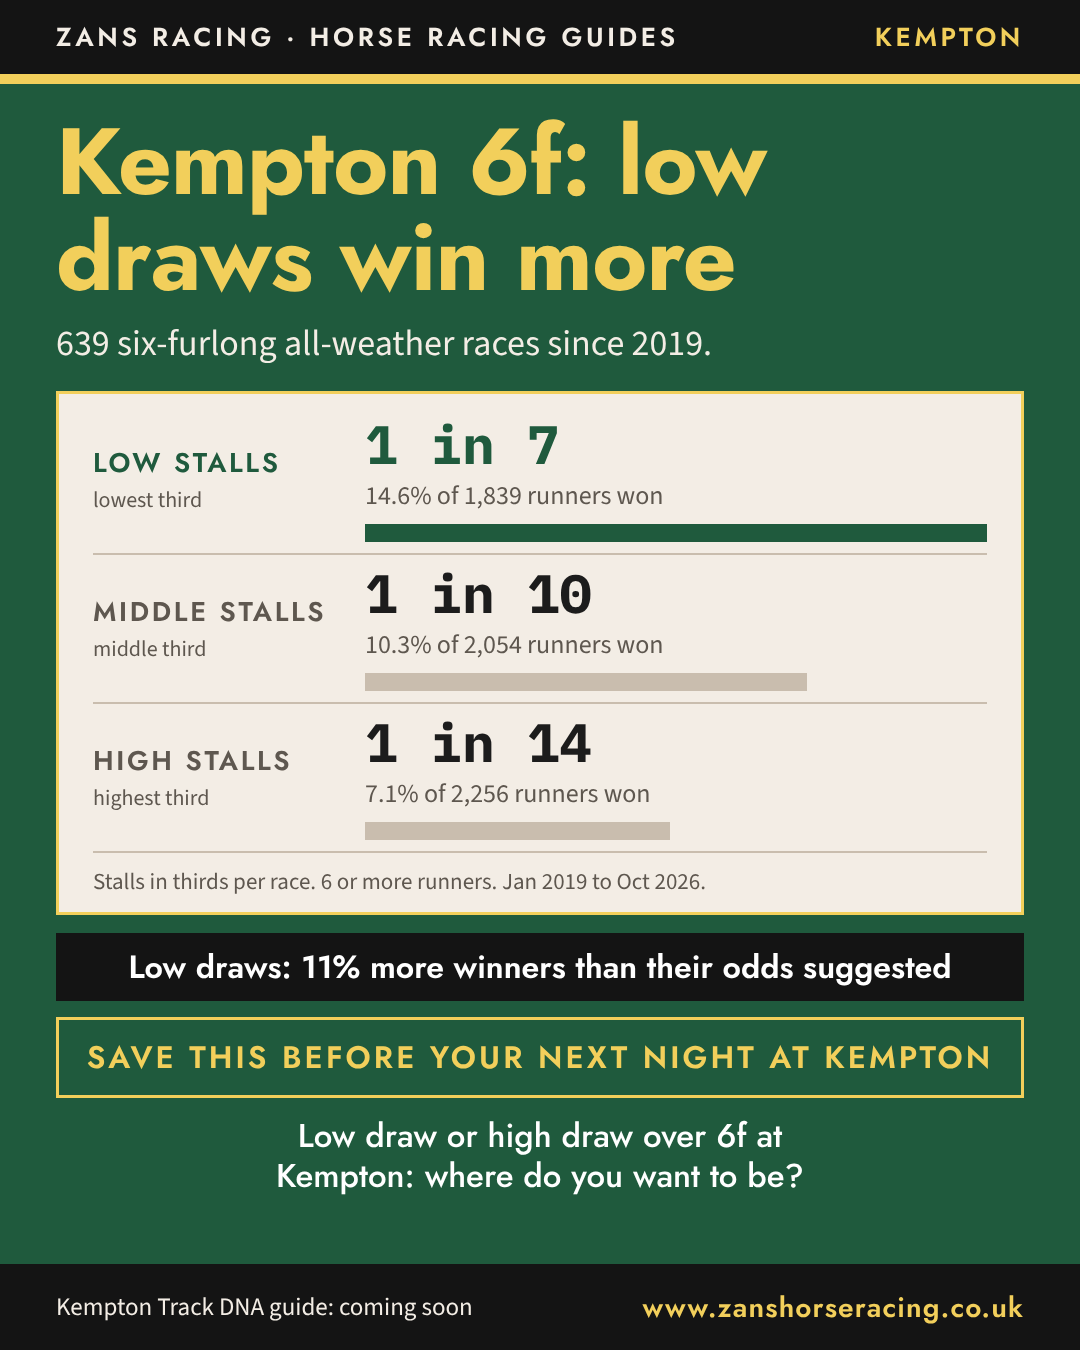 ZANS RACING · HORSE RACING GUIDES
KEMPTON
Kempton 6f: low
draws win more
639 six-furlong all-weather races since 2019.
LOW STALLS
lowest third
1 in 7
14.6% of 1,839 runners won
MIDDLE STALLS
middle third
1 in 10
10.3% of 2,054 runners won
HIGH STALLS
highest third
1 in 14
7.1% of 2,256 runners won
Stalls in thirds per race. 6 or more runners. Jan 2019 to Oct 2026.
Low draws: 11% more winners than their odds suggested
SAVE THIS BEFORE YOUR NEXT NIGHT AT KEMPTON
Low draw or high draw over 6f at
Kempton: where do you want to be?
Kempton Track DNA guide: coming soon
www.zanshorseracing.co.uk